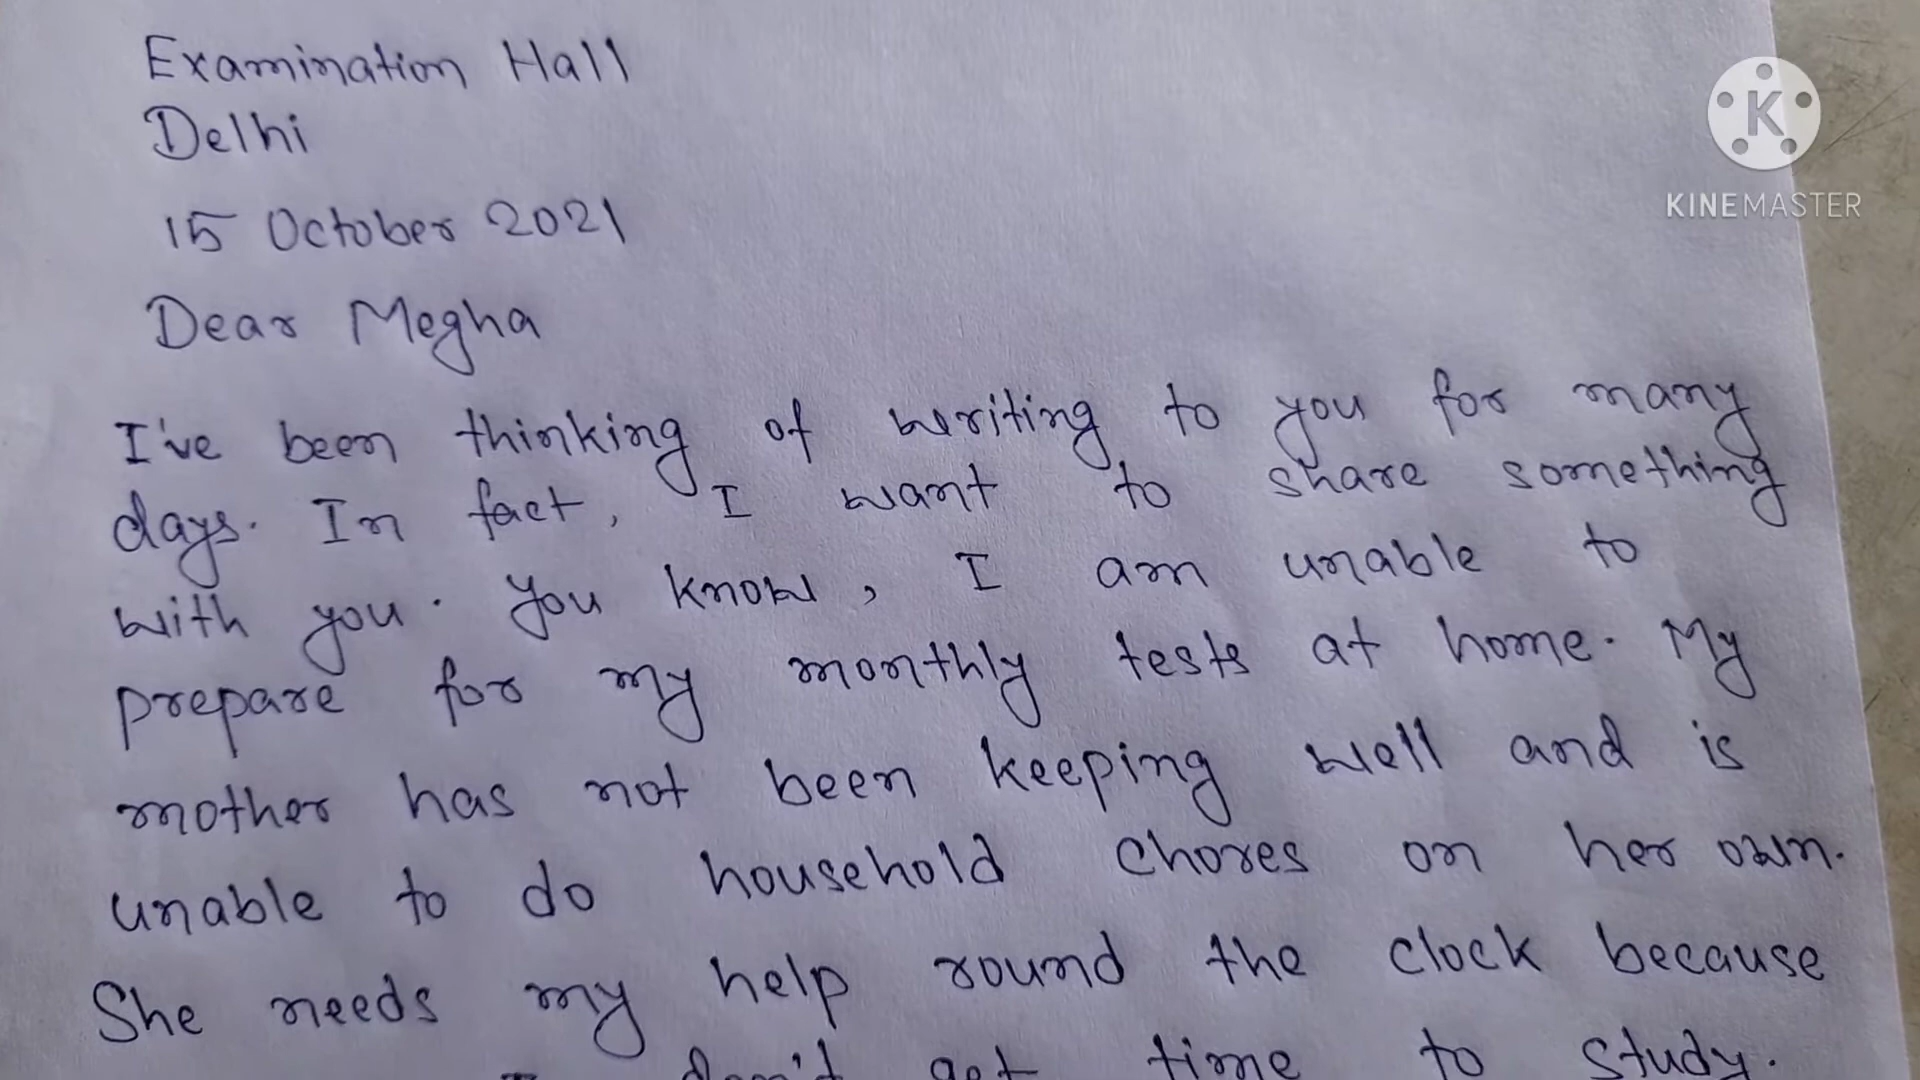 Examination Hall
Delhi
15 October 2021
Dear Megha
I've been thinking of writing to you for many
days. In fact, I want to share something
with you. You know, I am unable to
prepare for my monthly tests at home. My
mother has not been keeping well and is
unable to do household chores on her own.
She needs my help round the clock because
I don't get time to study.
K
KINEMASTER